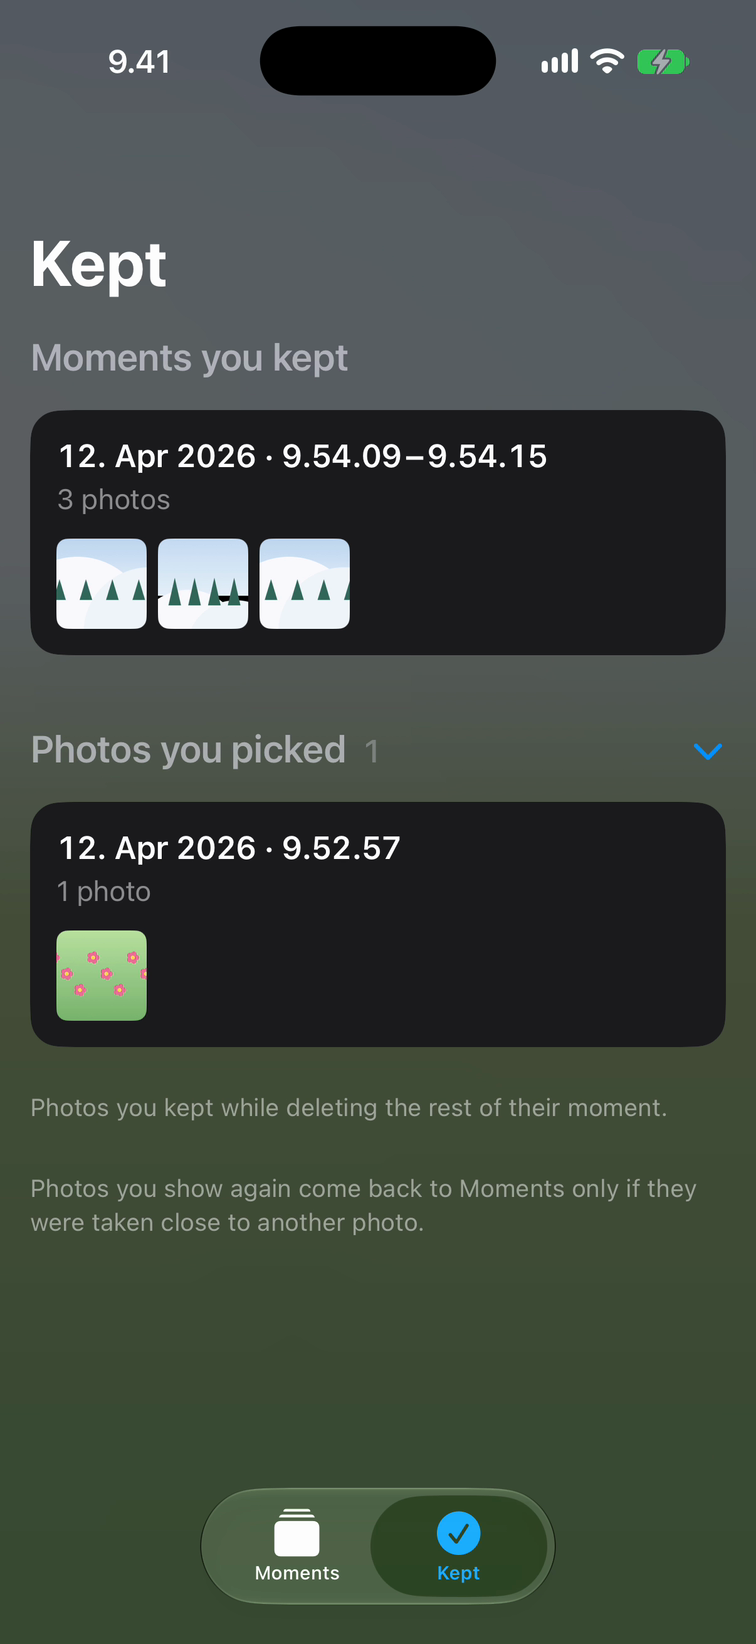 9.41
Kept
Moments you kept
12. Apr 2026 · 9.54.09–9.54.15
3 photos
Photos you picked 1
12. Apr 2026 · 9.52.57
1 photo
Photos you kept while deleting the rest of their moment.
Photos you show again come back to Moments only if they
were taken close to another photo.
Moments
Kept